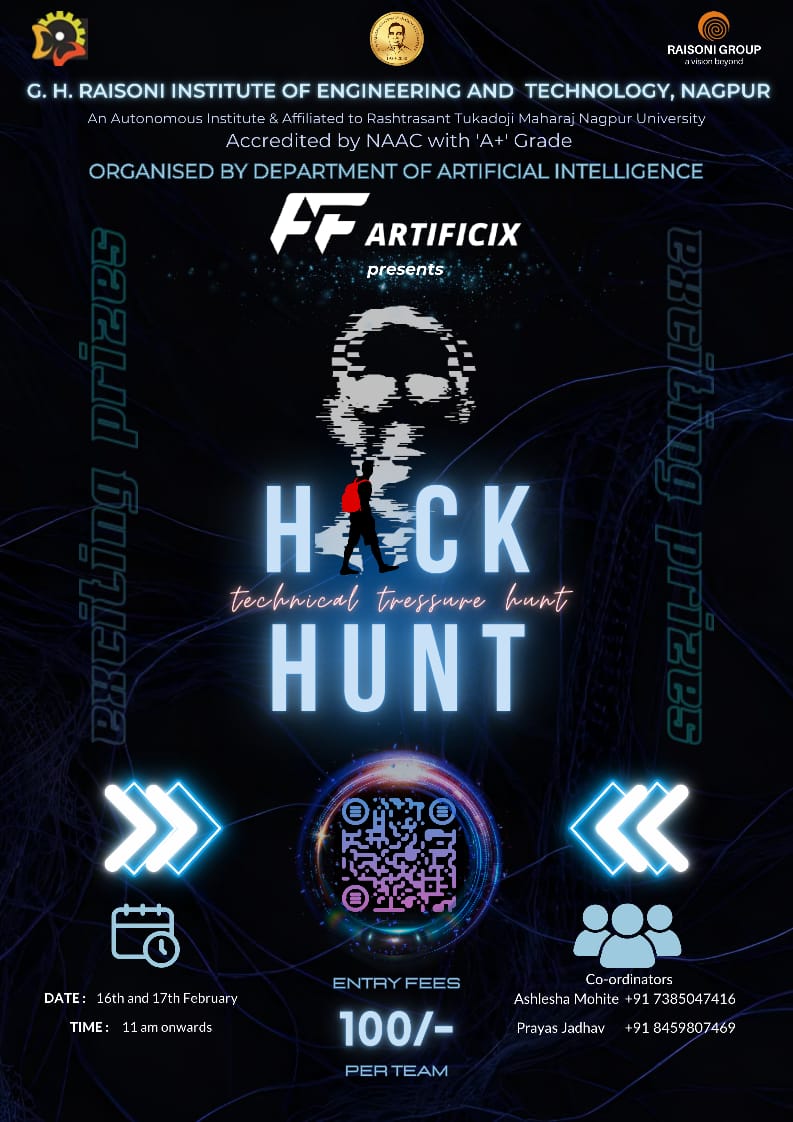 RAISONI GROUP
a vision beyond
G. H. RAISONI INSTITUTE OF ENGINEERING AND TECHNOLOGY, NAGPUR
An Autonomous Institute & Affiliated to Rashtrasant Tukadoji Maharaj Nagpur University
Accredited by NAAC with 'A+' Grade
ORGANISED BY DEPARTMENT OF ARTIFICIAL INTELLIGENCE
AF ARTIFICIX
presents
exciting prizes
exciting prizes
H CK
technical tressure hunt
HUNT
DATE : 16th and 17th February
TIME : 11 am onwards
ENTRY FEES
100/-
PER TEAM
Co-ordinators
Ashlesha Mohite +91 7385047416
Prayas Jadhav +91 8459807469